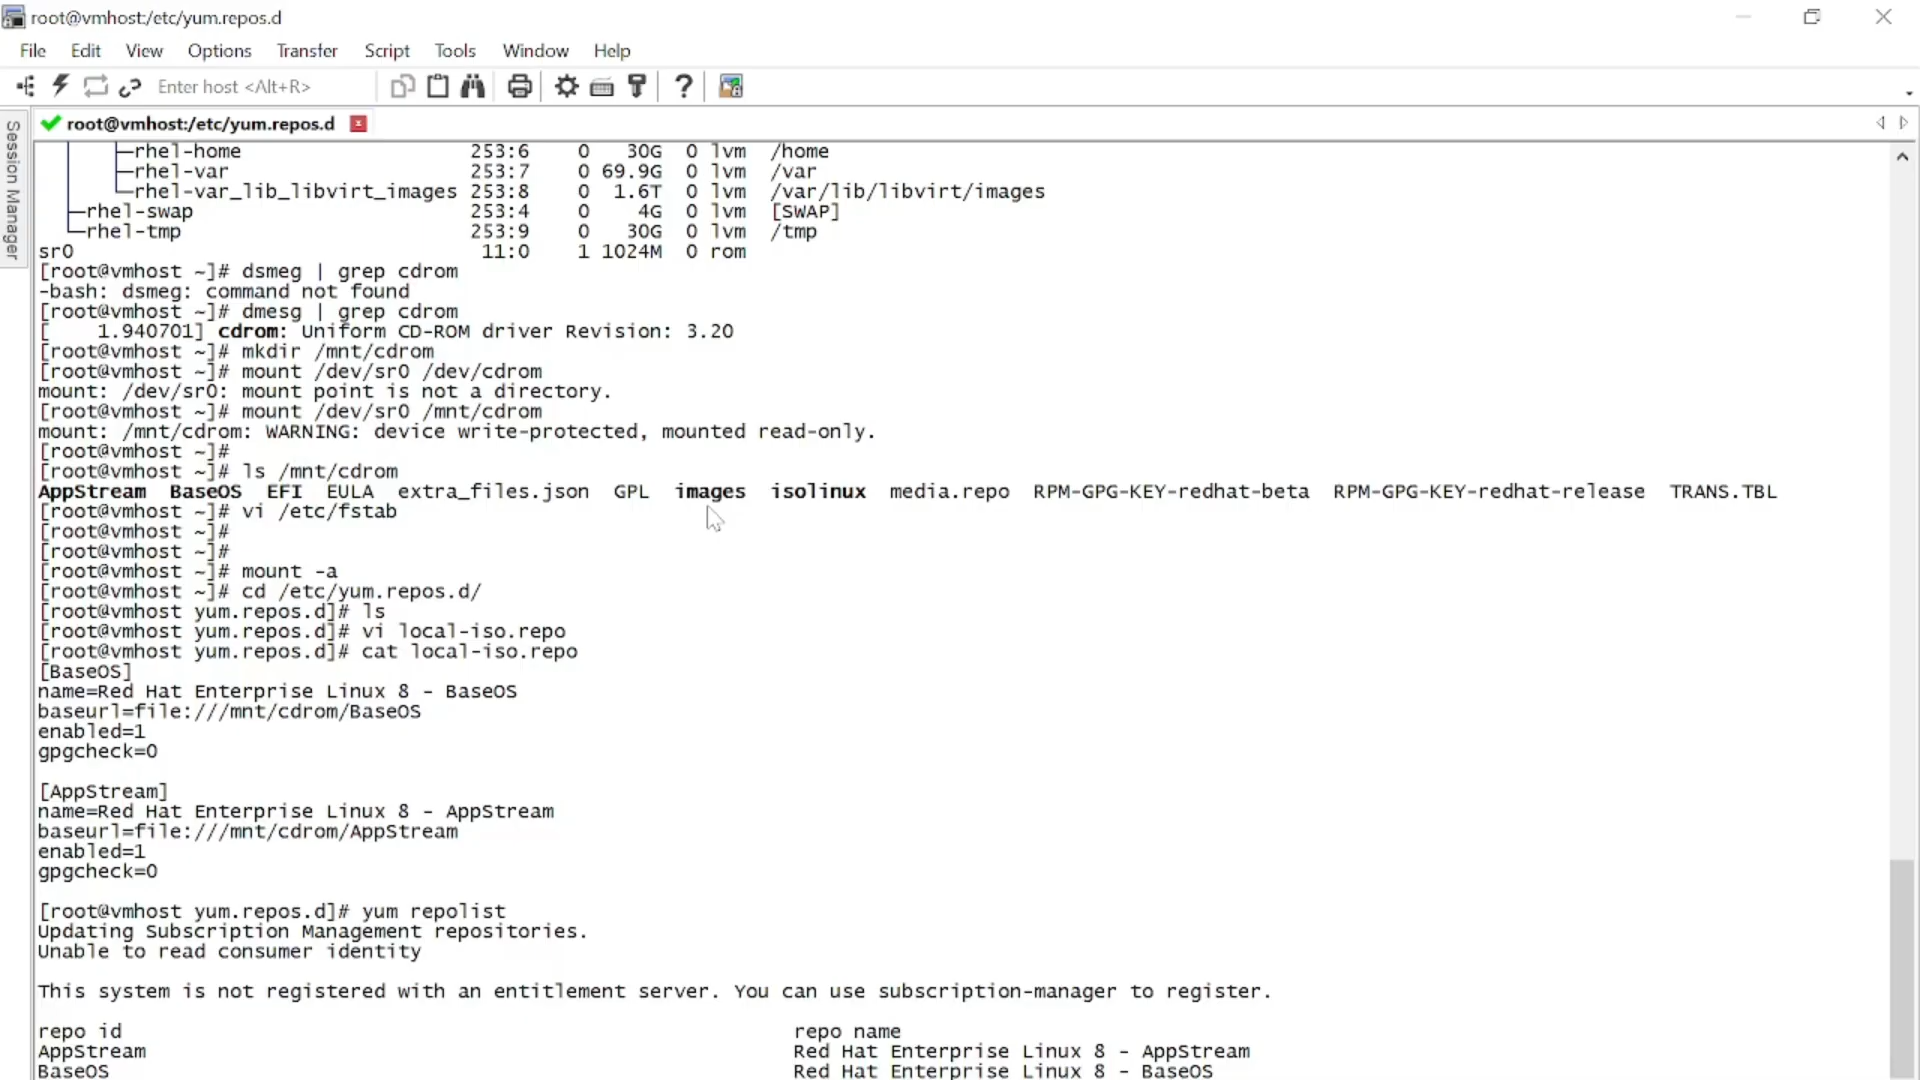 root@vmhost:/etc/yum.repos.d
File Edit View Options Transfer Script Tools Window Help
Enter host <Alt+R>
Session Manager
root@vmhost:/etc/yum.repos.d
├─rhel-home 253:6 0 30G 0 lvm /home
├─rhel-var 253:7 0 69.9G 0 lvm /var
└─rhel-var_lib_libvirt_images 253:8 0 1.6T 0 lvm /var/lib/libvirt/images
├─rhel-swap 253:4 0 4G 0 lvm [SWAP]
└─rhel-tmp 253:9 0 30G 0 lvm /tmp
sr0 11:0 1 1024M 0 rom
[root@vmhost ~]# dsmeg | grep cdrom
-bash: dsmeg: command not found
[root@vmhost ~]# dmesg | grep cdrom
[ 1.940701] cdrom: Uniform CD-ROM driver Revision: 3.20
[root@vmhost ~]# mkdir /mnt/cdrom
[root@vmhost ~]# mount /dev/sr0 /dev/cdrom
mount: /dev/sr0: mount point is not a directory.
[root@vmhost ~]# mount /dev/sr0 /mnt/cdrom
mount: /mnt/cdrom: WARNING: device write-protected, mounted read-only.
[root@vmhost ~]#
[root@vmhost ~]# ls /mnt/cdrom
AppStream BaseOS EFI EULA extra_files.json GPL images isolinux media.repo RPM-GPG-KEY-redhat-beta RPM-GPG-KEY-redhat-release TRANS.TBL
[root@vmhost ~]# vi /etc/fstab
[root@vmhost ~]#
[root@vmhost ~]#
[root@vmhost ~]# mount -a
[root@vmhost ~]# cd /etc/yum.repos.d/
[root@vmhost yum.repos.d]# ls
[root@vmhost yum.repos.d]# vi local-iso.repo
[root@vmhost yum.repos.d]# cat local-iso.repo
[BaseOS]
name=Red Hat Enterprise Linux 8 - BaseOS
baseurl=file:///mnt/cdrom/BaseOS
enabled=1
gpgcheck=0
[AppStream]
name=Red Hat Enterprise Linux 8 - AppStream
baseurl=file:///mnt/cdrom/AppStream
enabled=1
gpgcheck=0
[root@vmhost yum.repos.d]# yum repolist
Updating Subscription Management repositories.
Unable to read consumer identity
This system is not registered with an entitlement server. You can use subscription-manager to register.
repo id repo name
AppStream Red Hat Enterprise Linux 8 - AppStream
BaseOS Red Hat Enterprise Linux 8 - BaseOS